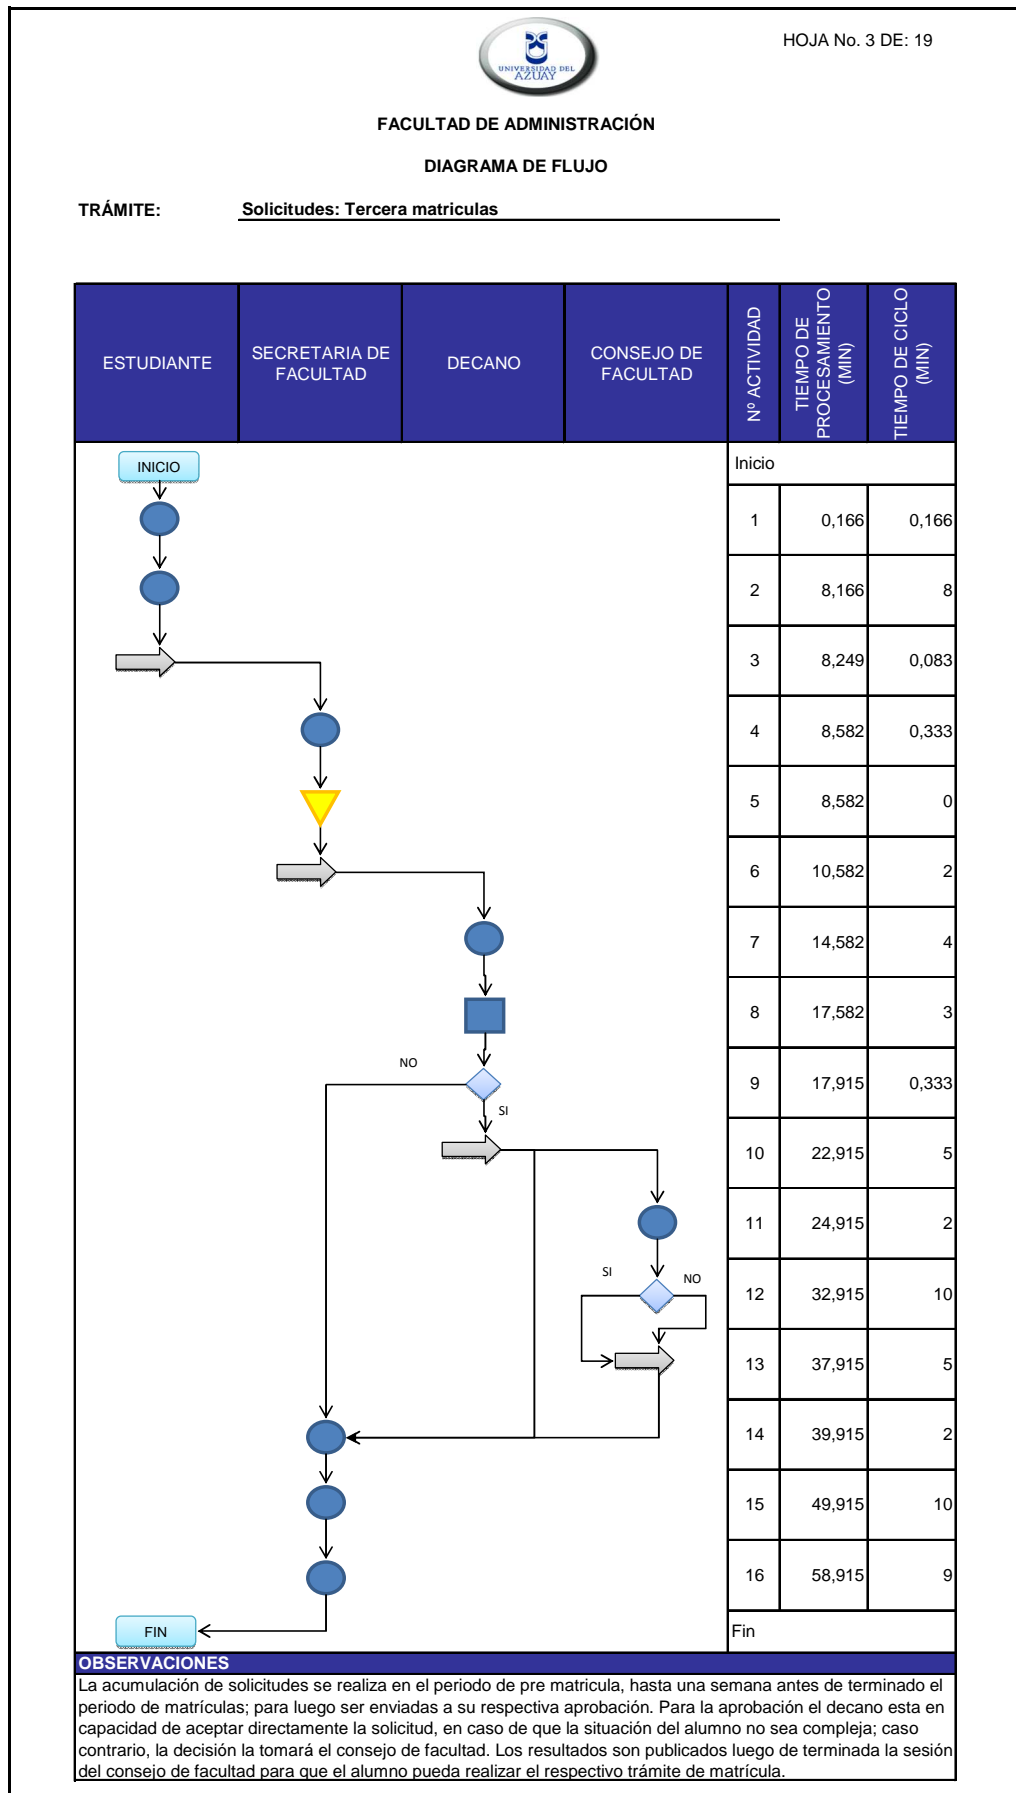 HOJA No. 3 DE: 19
UNIVERSIDAD DEL
AZUAY
FACULTAD DE ADMINISTRACIÓN
DIAGRAMA DE FLUJO
TRÁMITE: Solicitudes: Tercera matriculas
ESTUDIANTE
SECRETARIA DE
FACULTAD
DECANO
CONSEJO DE
FACULTAD
Nº ACTIVIDAD
TIEMPO DE
PROCESAMIENTO
(MIN)
TIEMPO DE CICLO
(MIN)
INICIO
Inicio
1 0,166 0,166
2 8,166 8
3 8,249 0,083
4 8,582 0,333
5 8,582 0
6 10,582 2
7 14,582 4
8 17,582 3
NO
9 17,915 0,333
SI
10 22,915 5
11 24,915 2
SI NO
12 32,915 10
13 37,915 5
14 39,915 2
15 49,915 10
16 58,915 9
FIN
Fin
OBSERVACIONES
La acumulación de solicitudes se realiza en el periodo de pre matricula, hasta una semana antes de terminado el
periodo de matrículas; para luego ser enviadas a su respectiva aprobación. Para la aprobación el decano esta en
capacidad de aceptar directamente la solicitud, en caso de que la situación del alumno no sea compleja; caso
contrario, la decisión la tomará el consejo de facultad. Los resultados son publicados luego de terminada la sesión
del consejo de facultad para que el alumno pueda realizar el respectivo trámite de matrícula.